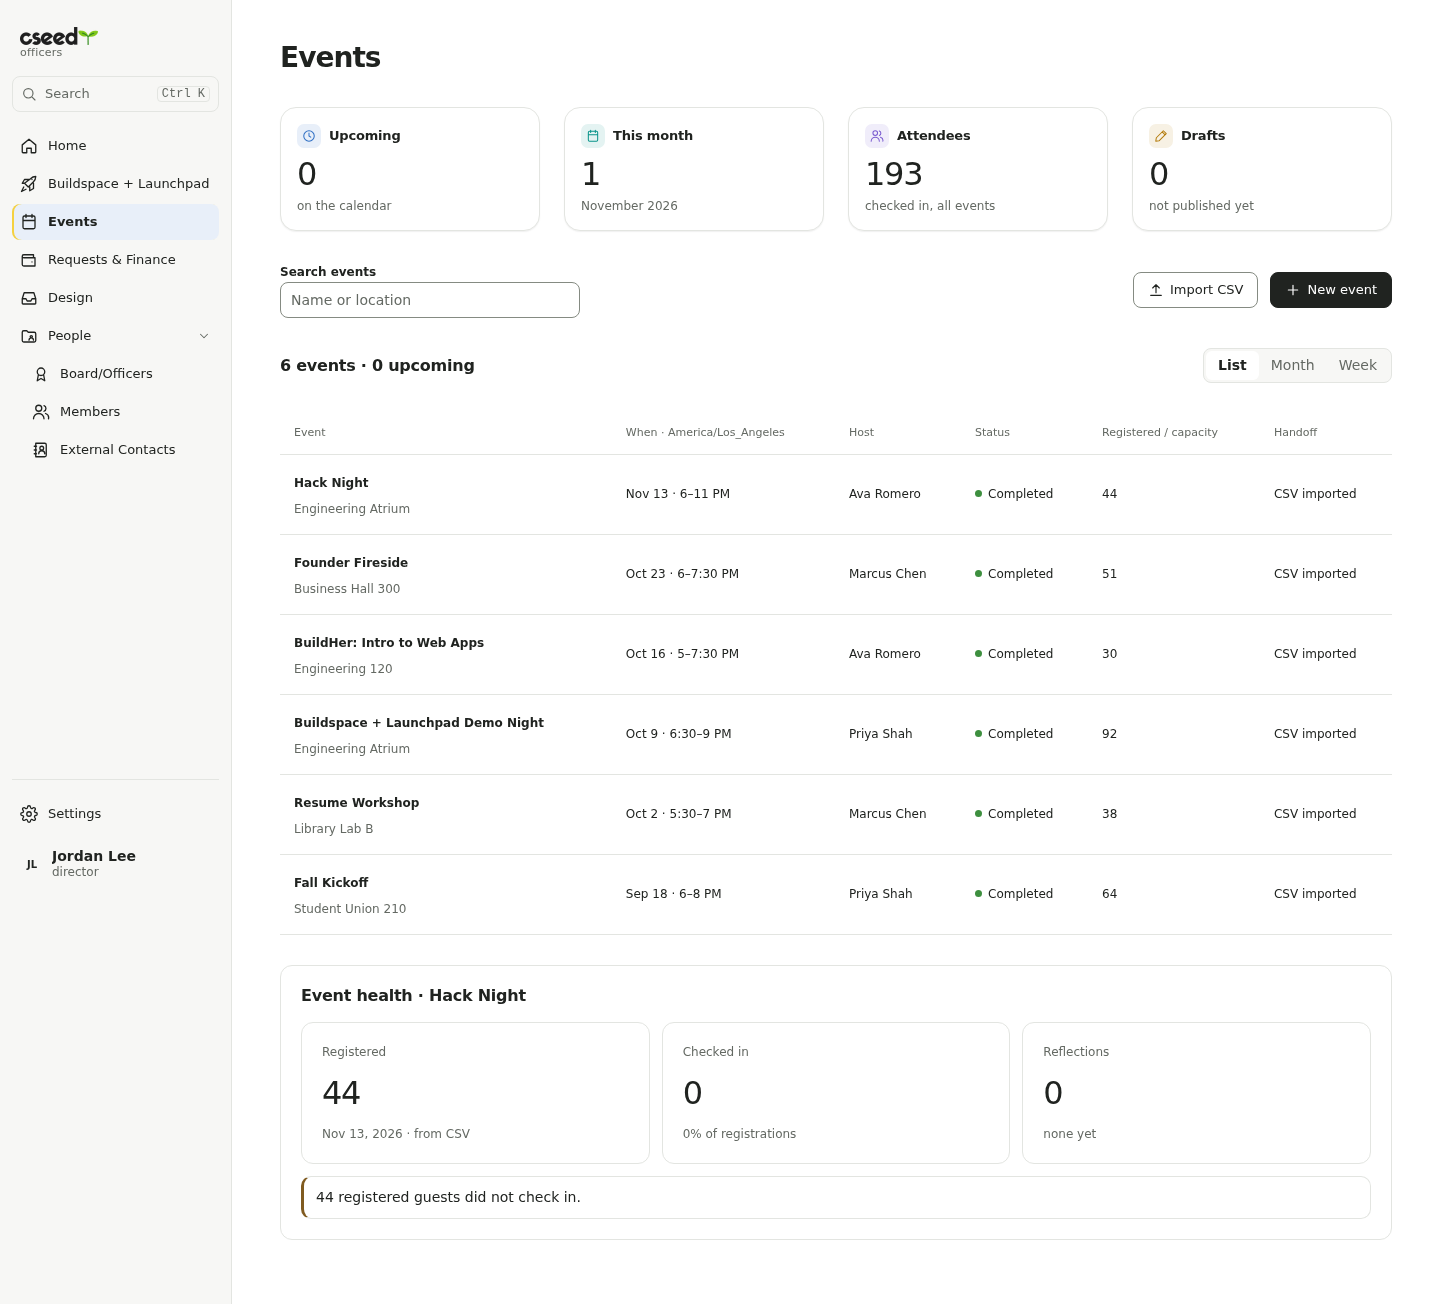 cseed
officers
Search Ctrl K
Home
Buildspace + Launchpad
Events
Requests & Finance
Design
People
Board/Officers
Members
External Contacts
Settings
JL Jordan Lee
director
Events
Upcoming
0
on the calendar
This month
1
November 2026
Attendees
193
checked in, all events
Drafts
0
not published yet
Search events
Name or location
Import CSV
New event
6 events · 0 upcoming
List Month Week
Event When · America/Los_Angeles Host Status Registered / capacity Handoff
Hack Night
Engineering Atrium
Nov 13 · 6–11 PM Ava Romero Completed 44 CSV imported
Founder Fireside
Business Hall 300
Oct 23 · 6–7:30 PM Marcus Chen Completed 51 CSV imported
BuildHer: Intro to Web Apps
Engineering 120
Oct 16 · 5–7:30 PM Ava Romero Completed 30 CSV imported
Buildspace + Launchpad Demo Night
Engineering Atrium
Oct 9 · 6:30–9 PM Priya Shah Completed 92 CSV imported
Resume Workshop
Library Lab B
Oct 2 · 5:30–7 PM Marcus Chen Completed 38 CSV imported
Fall Kickoff
Student Union 210
Sep 18 · 6–8 PM Priya Shah Completed 64 CSV imported
Event health · Hack Night
Registered
44
Nov 13, 2026 · from CSV
Checked in
0
0% of registrations
Reflections
0
none yet
44 registered guests did not check in.